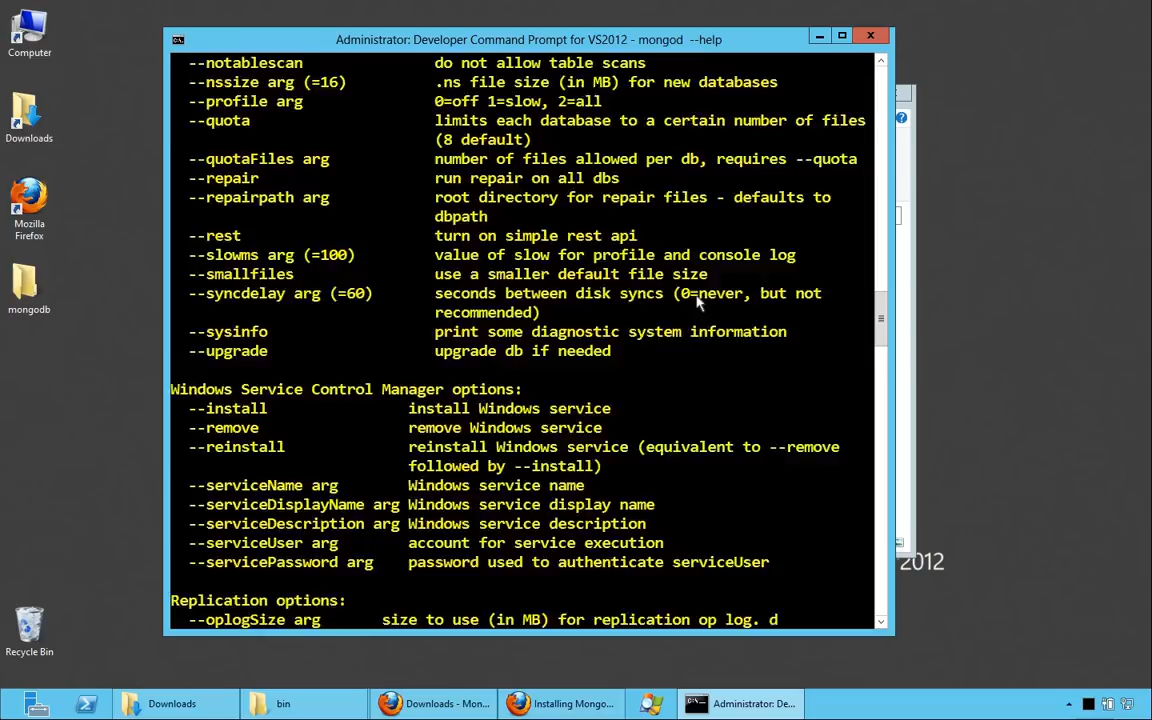 Computer
Downloads
Mozilla
Firefox
mongodb
Recycle Bin
Administrator: Developer Command Prompt for VS2012 - mongod  --help
--notablescan do not allow table scans
--nssize arg (=16) .ns file size (in MB) for new databases
--profile arg 0=off 1=slow, 2=all
--quota limits each database to a certain number of files
(8 default)
--quotaFiles arg number of files allowed per db, requires --quota
--repair run repair on all dbs
--repairpath arg root directory for repair files - defaults to
dbpath
--rest turn on simple rest api
--slowms arg (=100) value of slow for profile and console log
--smallfiles use a smaller default file size
--syncdelay arg (=60) seconds between disk syncs (0=never, but not
recommended)
--sysinfo print some diagnostic system information
--upgrade upgrade db if needed
Windows Service Control Manager options:
--install install Windows service
--remove remove Windows service
--reinstall reinstall Windows service (equivalent to --remove
followed by --install)
--serviceName arg Windows service name
--serviceDisplayName arg Windows service display name
--serviceDescription arg Windows service description
--serviceUser arg account for service execution
--servicePassword arg password used to authenticate serviceUser
Replication options:
--oplogSize arg size to use (in MB) for replication op log. d
2012
Downloads
bin
Downloads - Mon...
Installing Mongo...
Administrator: De...